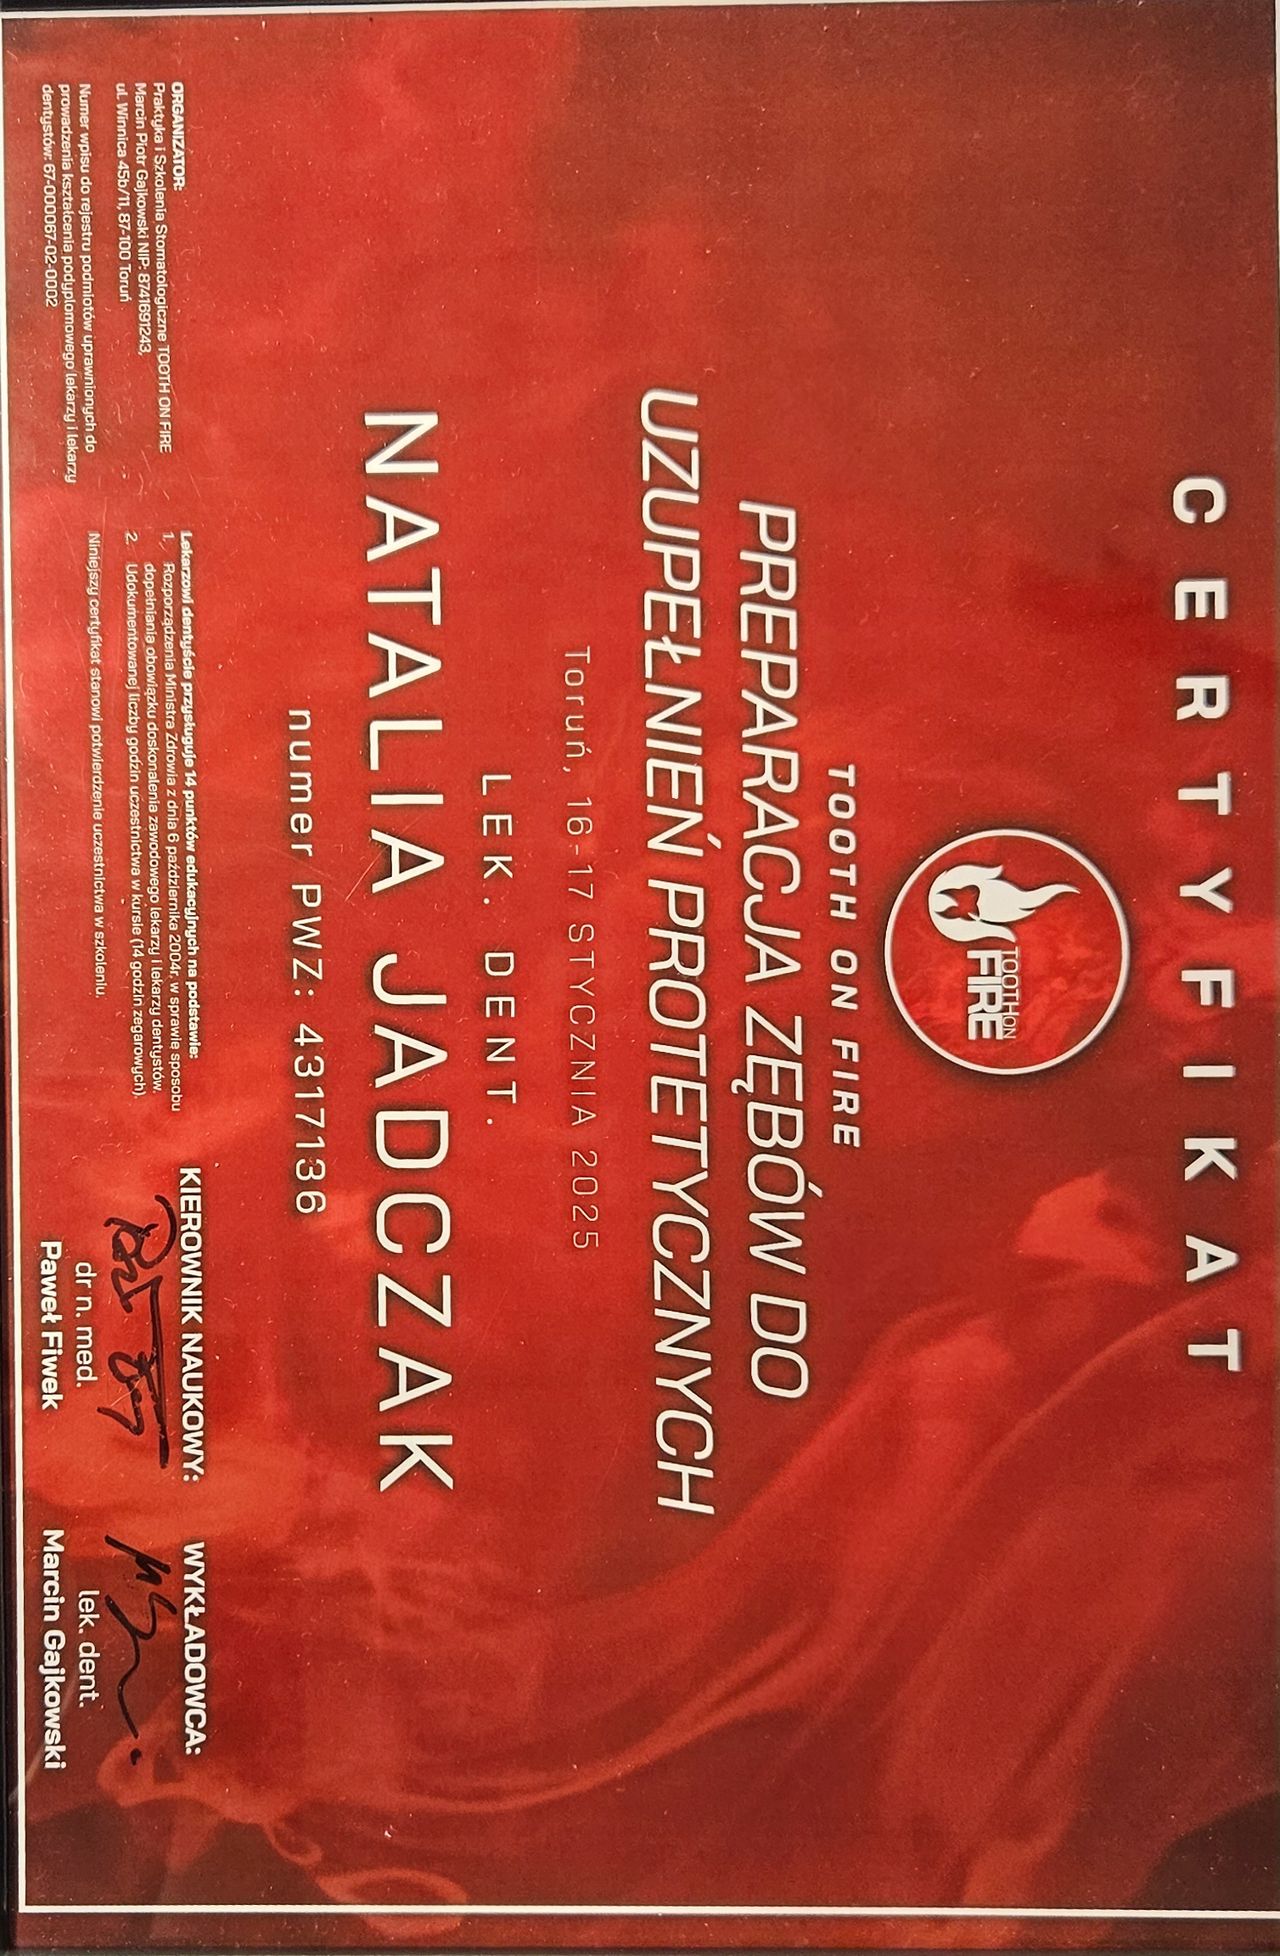 CERTYFIKAT
TOOTH ON
FIRE
TOOTH ON FIRE
PREPARACJA ZĘBÓW DO
UZUPEŁNIEŃ PROTETYCZNYCH
Toruń, 16-17 STYCZNIA 2025
LEK. DENT.
NATALIA JADCZAK
numer PWZ: 4317136
ORGANIZATOR:
Praktyka i Szkolenia Stomatologiczne TOOTH ON FIRE
Marcin Piotr Gajkowski NIP: 8741691243,
ul. Winnica 45b/11, 87-100 Toruń
Numer wpisu do rejestru podmiotów uprawnionych do
prowadzenia kształcenia podyplomowego lekarzy i lekarzy
dentystów: 67-000067-02-0002
Lekarzowi dentyście przysługuje 14 punktów edukacyjnych na podstawie:
1. Rozporządzenia Ministra Zdrowia z dnia 6 października 2004r. w sprawie sposobu
dopełniania obowiązku doskonalenia zawodowego lekarzy i lekarzy dentystów.
2. Udokumentowanej liczby godzin uczestnictwa w kursie (14 godzin zegarowych).
Niniejszy certyfikat stanowi potwierdzenie uczestnictwa w szkoleniu.
KIEROWNIK NAUKOWY:
dr n. med.
Paweł Fiwek
WYKŁADOWCA:
lek. dent.
Marcin Gajkowski